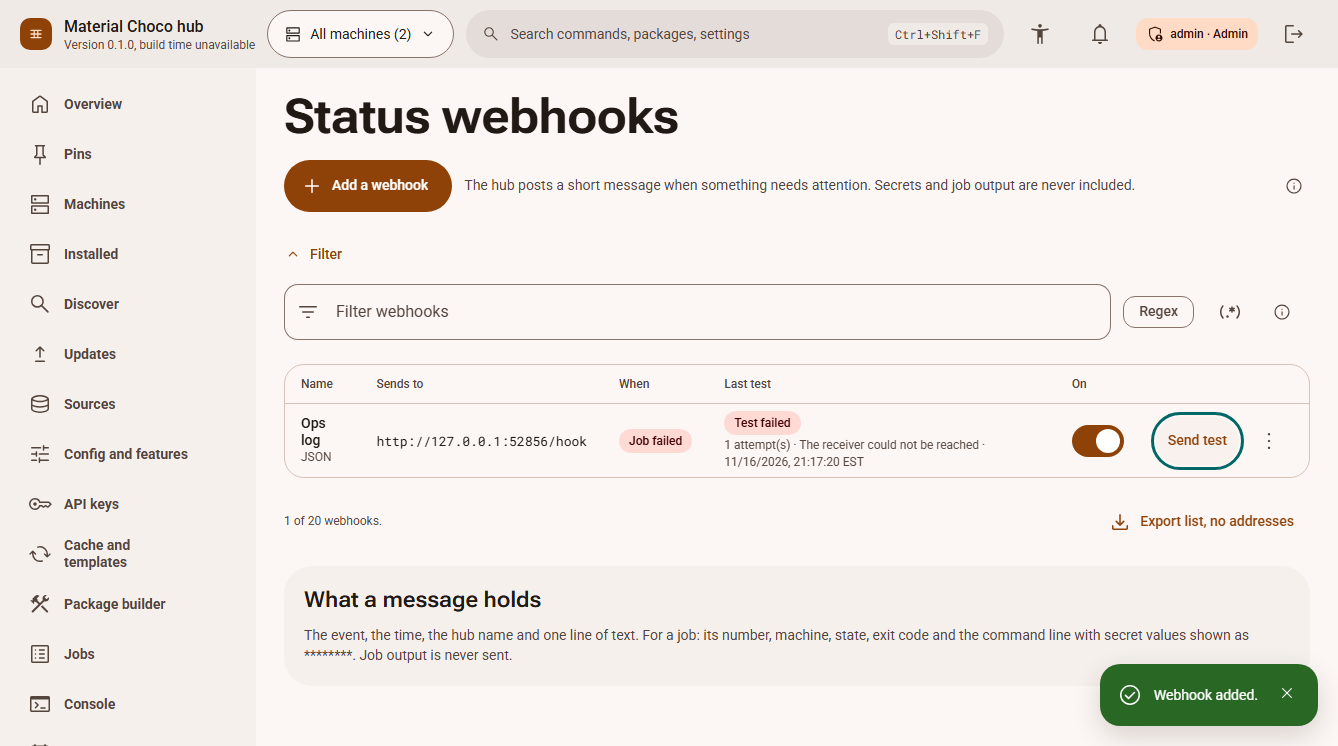 Material Choco hub
Version 0.1.0, build time unavailable
All machines (2)
Search commands, packages, settings
Ctrl+Shift+F
admin · Admin
Overview
Pins
Machines
Installed
Discover
Updates
Sources
Config and features
API keys
Cache and
templates
Package builder
Jobs
Console
Status webhooks
Add a webhook
The hub posts a short message when something needs attention. Secrets and job output are never included.
Filter
Filter webhooks
Regex
(.*)
Name
Sends to
When
Last test
On
Ops
log
JSON
http://127.0.0.1:52856/hook
Job failed
Test failed
1 attempt(s) · The receiver could not be reached ·
11/16/2026, 21:17:20 EST
Send test
1 of 20 webhooks.
Export list, no addresses
What a message holds
The event, the time, the hub name and one line of text. For a job: its number, machine, state, exit code and the command line with secret values shown as
********. Job output is never sent.
Webhook added.